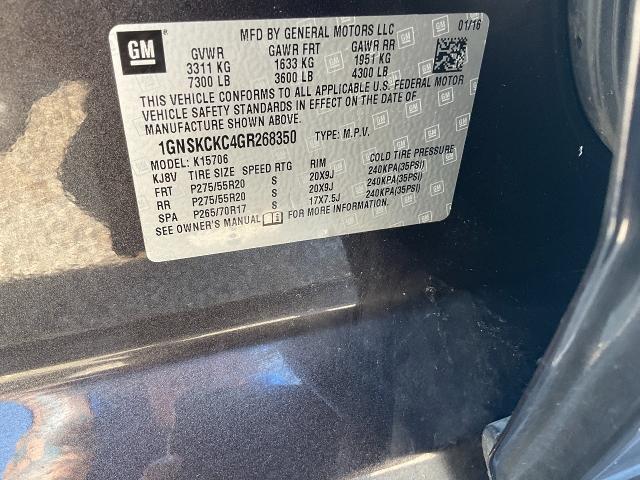 MFD BY GENERAL MOTORS LLC 01/16
GM
GVWR GAWR FRT GAWR RR
3311 KG 1633 KG 1951 KG
7300 LB 3600 LB 4300 LB
THIS VEHICLE CONFORMS TO ALL APPLICABLE U.S. FEDERAL MOTOR
VEHICLE SAFETY STANDARDS IN EFFECT ON THE DATE OF
MANUFACTURE SHOWN ABOVE.
1GNSKCKC4GR268350 TYPE: M.P.V.
MODEL: K15706
KJ8V TIRE SIZE SPEED RTG RIM COLD TIRE PRESSURE
FRT P275/55R20 S 20X9J 240KPA(35PSI)
RR P275/55R20 S 20X9J 240KPA(35PSI)
SPA P265/70R17 S 17X7.5J 240KPA(35PSI)
SEE OWNER'S MANUAL FOR MORE INFORMATION.